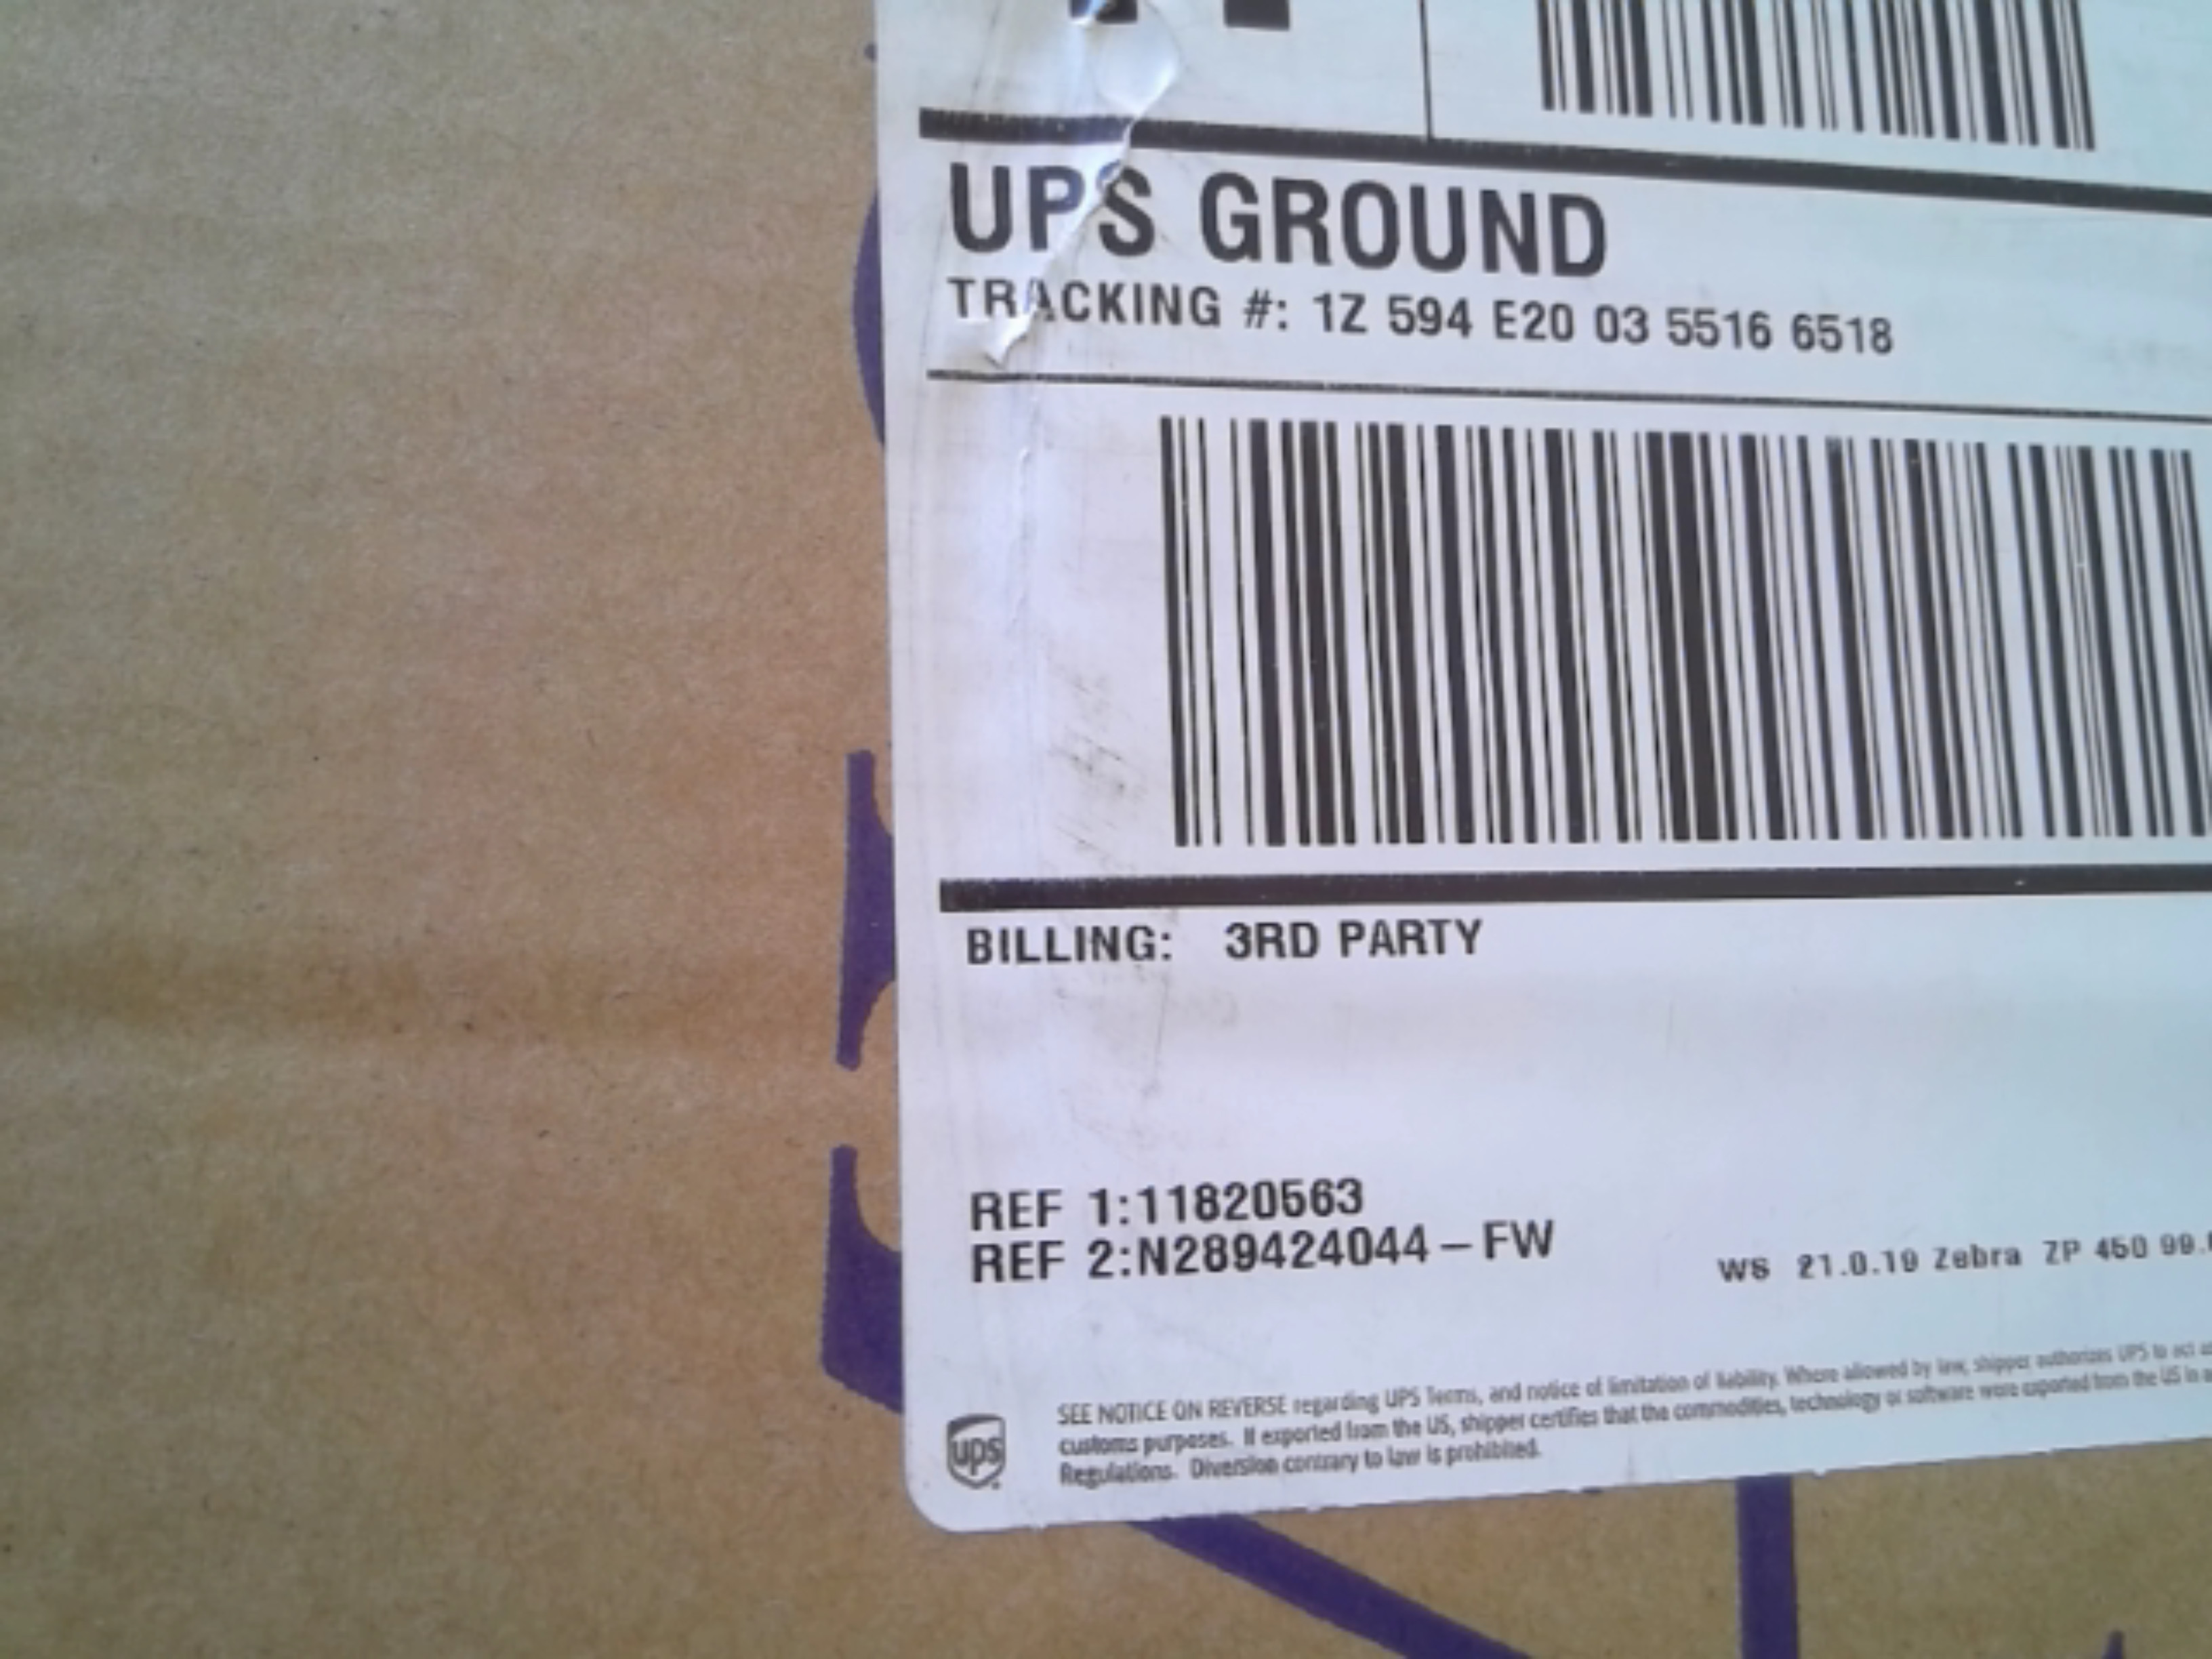 UPS GROUND
TRACKING #: 1Z 594 E20 03 5516 6518
BILLING: 3RD PARTY
REF 1:11820563
REF 2:N289424044-FW
WS 21.0.19 Zebra ZP 450 99.
SEE NOTICE ON REVERSE regarding UPS Terms, and notice of limitation of liability. Where allowed by law, shipper authorizes UPS to act
customs purposes. If exported from the US, shipper certifies that the commodities, technology or software were exported from the US in
Regulations. Diversion contrary to law is prohibited.
ups